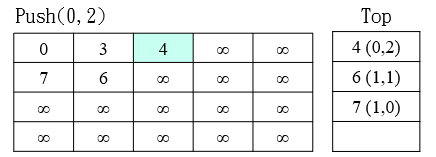 Push(0, 2) Top
0 3 4 ∞ ∞ 4 (0,2)
7 6 ∞ ∞ ∞ 6 (1,1)
∞ ∞ ∞ ∞ ∞ 7 (1,0)
∞ ∞ ∞ ∞ ∞